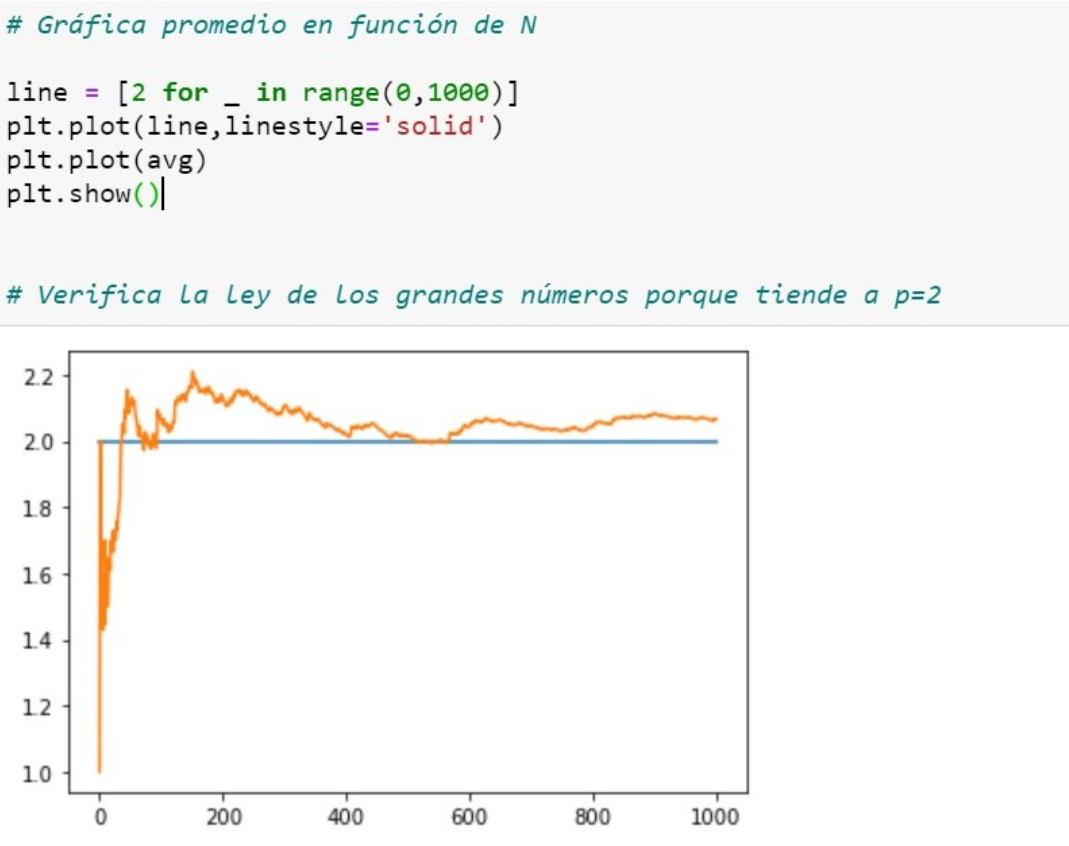 # Gráfica promedio en función de N
line = [2 for _ in range(0,1000)]
plt.plot(line,linestyle='solid')
plt.plot(avg)
plt.show()
# Verifica la ley de los grandes números porque tiende a p=2
2.2
2.0
1.8
1.6
1.4
1.2
1.0
0 200 400 600 800 1000